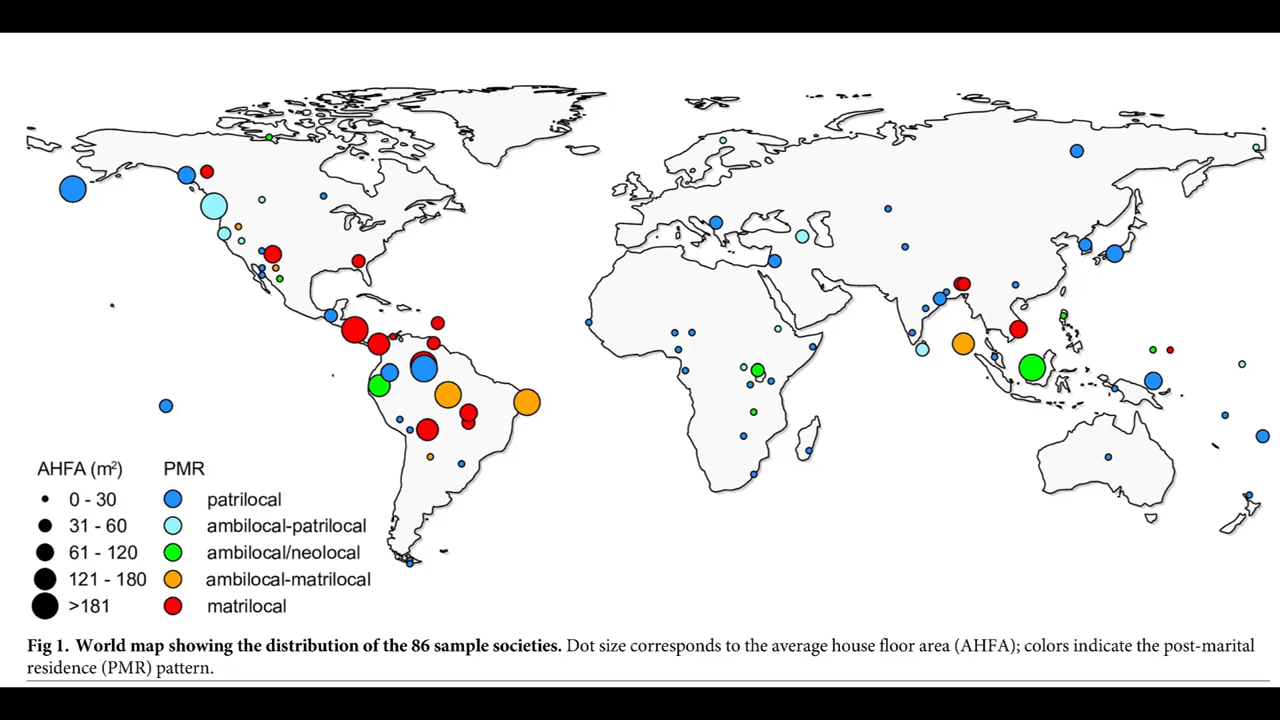 AHFA (m²) PMR
0 - 30 patrilocal
31 - 60 ambilocal-patrilocal
61 - 120 ambilocal/neolocal
121 - 180 ambilocal-matrilocal
>181 matrilocal
Fig 1. World map showing the distribution of the 86 sample societies. Dot size corresponds to the average house floor area (AHFA); colors indicate the post-marital
residence (PMR) pattern.